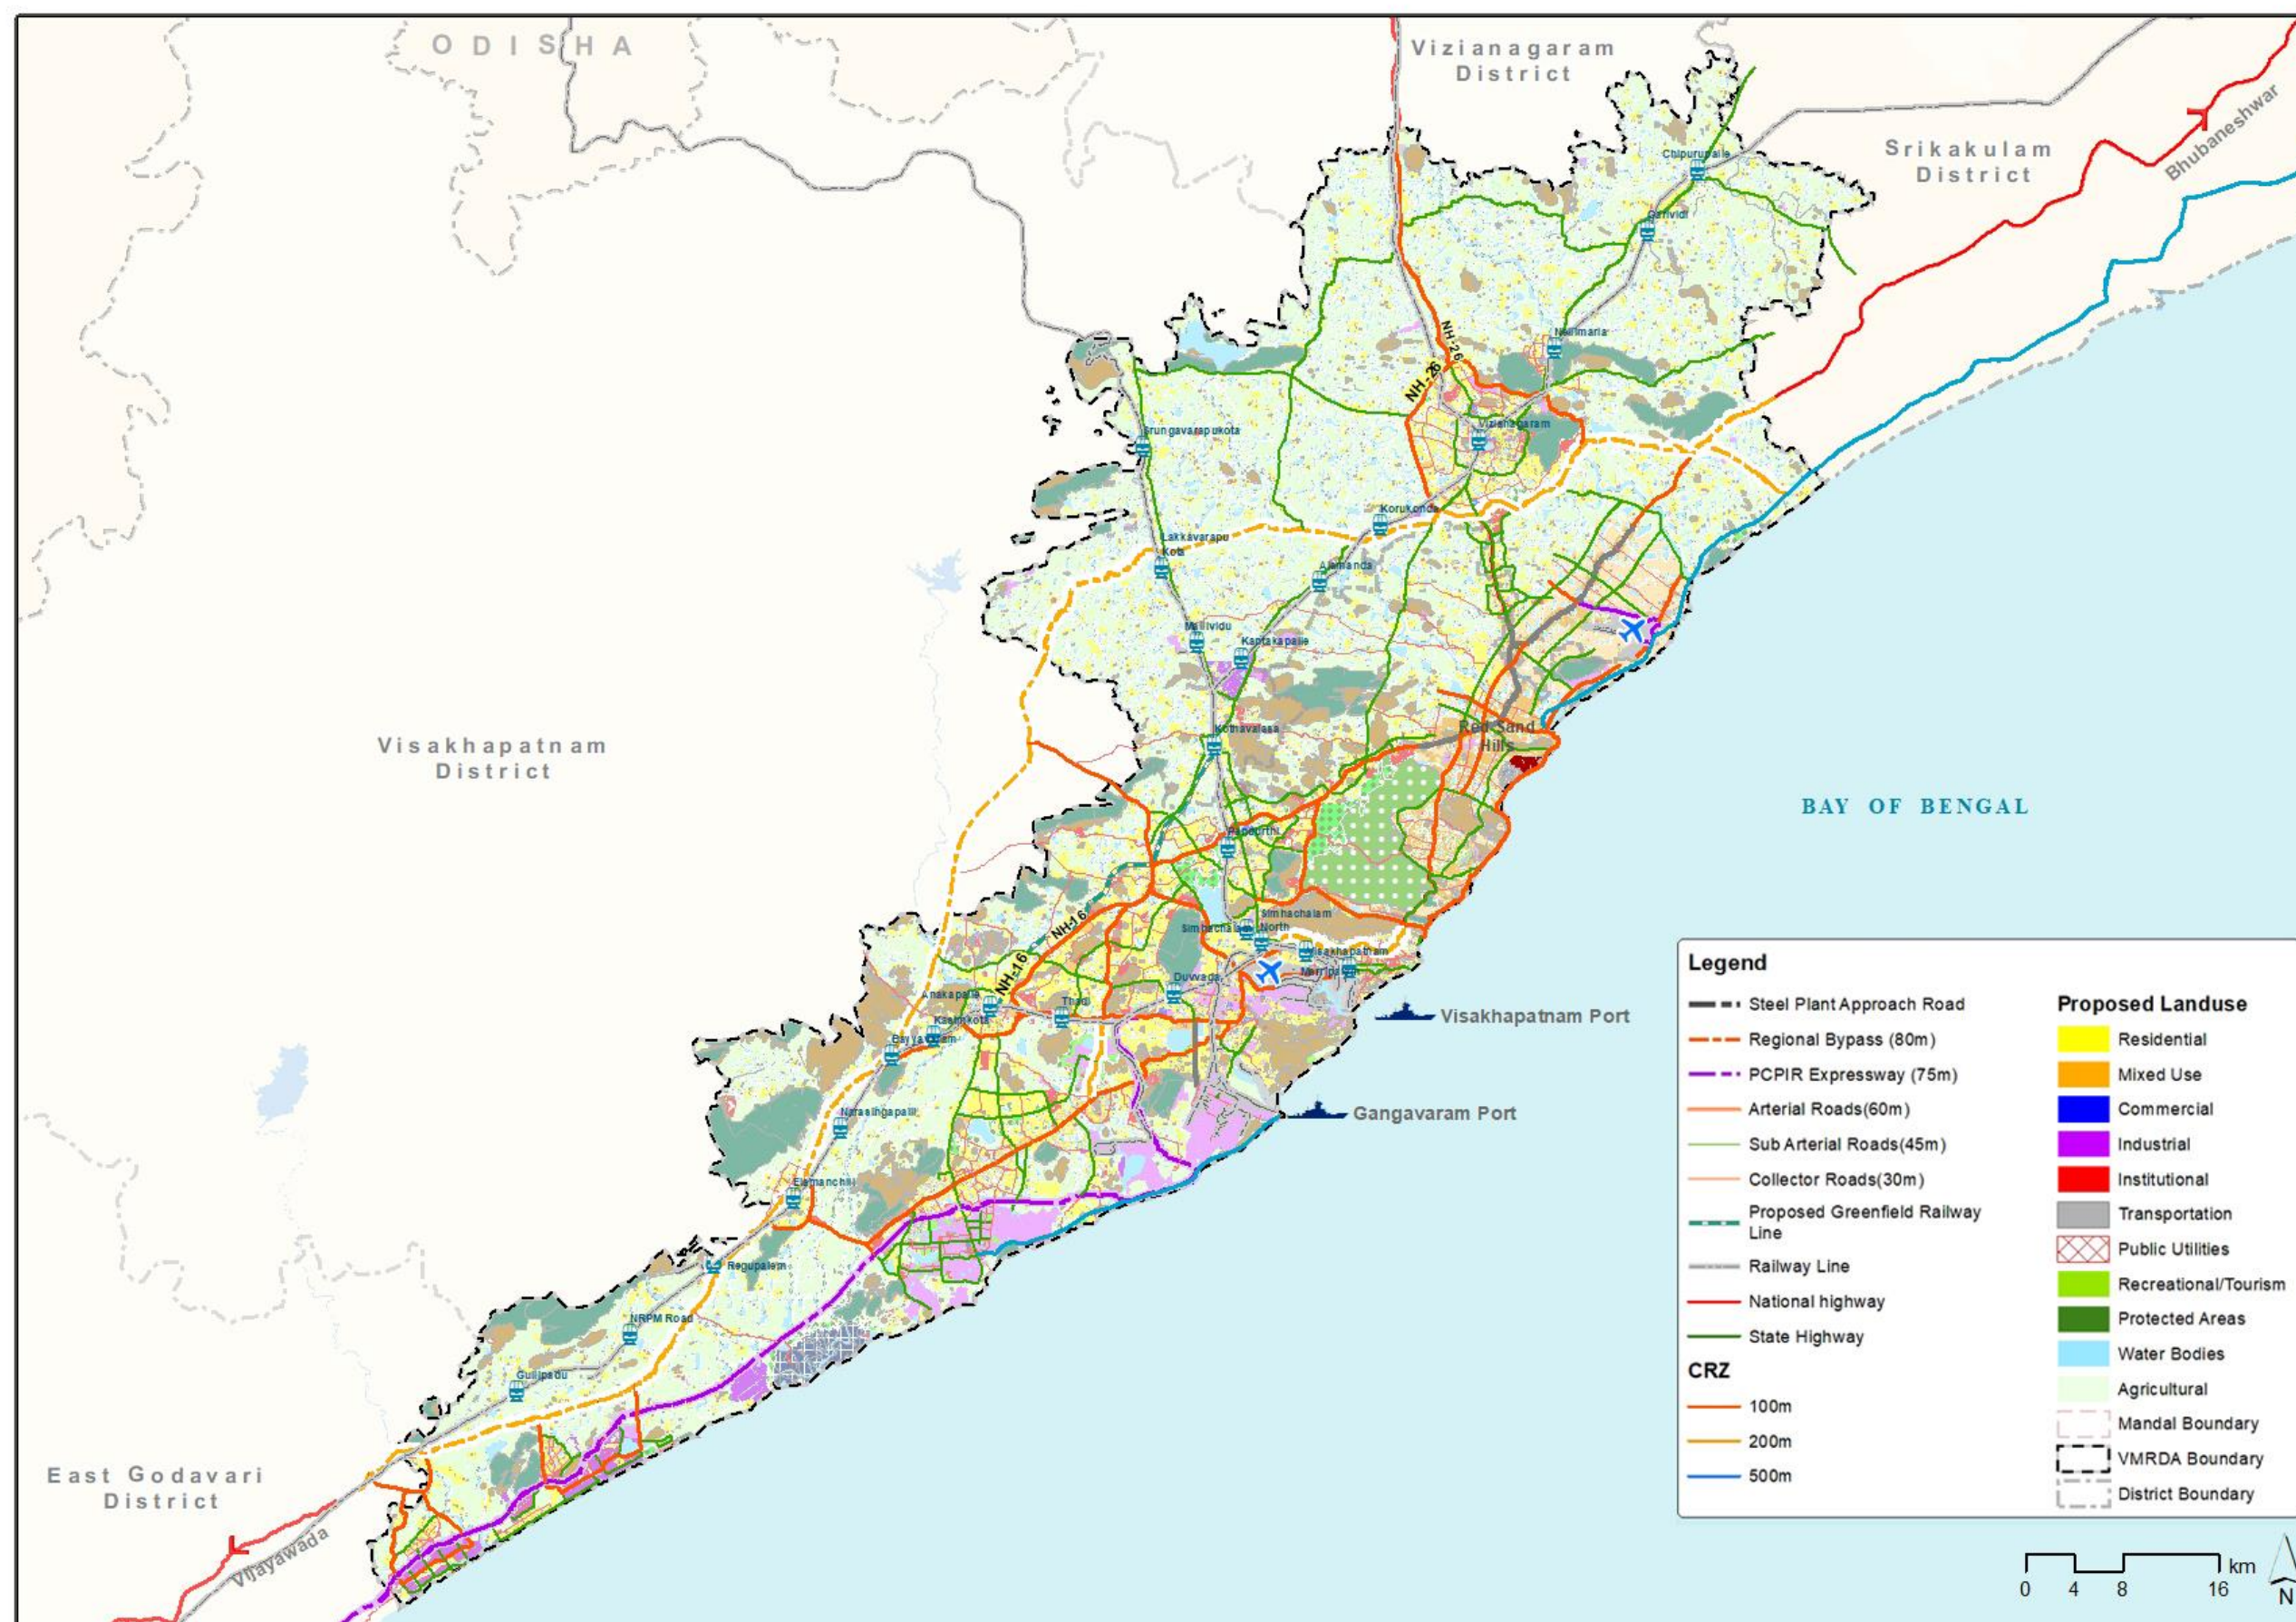 ODISHA
Vizianagaram
District
Srikakulam
District
Bhubaneshwar
Chipurupalle
Garividi
Nellimarla
NH-26
NH-26
Vizianagaram
Srungavarapukota
Korukonda
Lakkavarapu
Kota
Alamanda
Mallividu
Kantakapalle
Kothavalasa
Red Sand
Hills
Visakhapatnam
District
BAY OF BENGAL
Pendurthi
Simhachalam
North
Simhachalam
NH-16
NH-16
Visakhapatnam
Marripalem
Duvvada
Anakapalle
Thadi
Kasimkota
Bayyavaram
Visakhapatnam Port
Gangavaram Port
Narasingapalli
Elamanchili
Regupalem
NRPM Road
Gullipadu
East Godavari
District
Vijayawada
Legend
Steel Plant Approach Road
Regional Bypass (80m)
PCPIR Expressway (75m)
Arterial Roads(60m)
Sub Arterial Roads(45m)
Collector Roads(30m)
Proposed Greenfield Railway
Line
Railway Line
National highway
State Highway
CRZ
100m
200m
500m
Proposed Landuse
Residential
Mixed Use
Commercial
Industrial
Institutional
Transportation
Public Utilities
Recreational/Tourism
Protected Areas
Water Bodies
Agricultural
Mandal Boundary
VMRDA Boundary
District Boundary
km
0 4 8 16
N